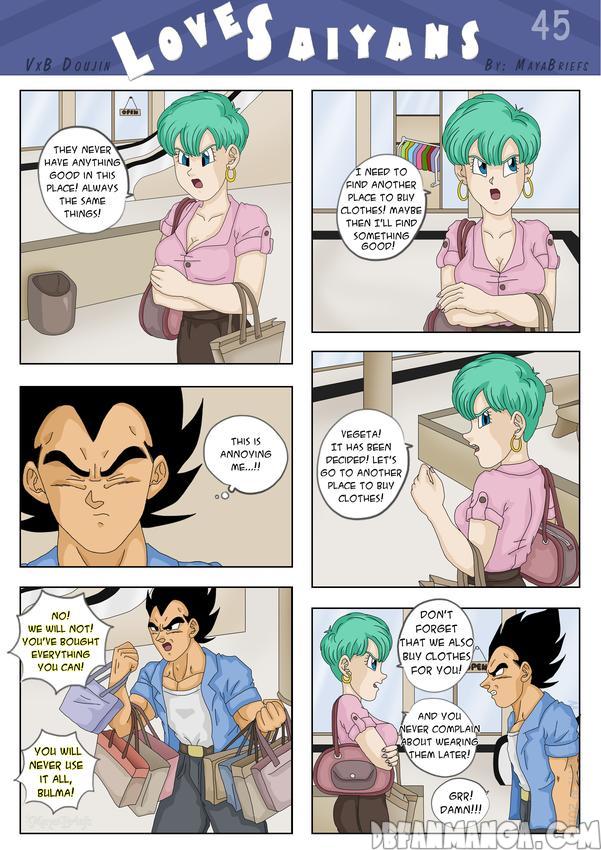 LOVE SAIYANS
45
VXB DOUJIN
BY: MAYABRIEFS
OPEN
THEY NEVER
HAVE ANYTHING
GOOD IN THIS
PLACE! ALWAYS
THE SAME
THINGS!
I NEED TO
FIND ANOTHER
PLACE TO BUY
CLOTHES! MAYBE
THEN I'LL FIND
SOMETHING
GOOD!
THIS IS
ANNOYING
ME...!!
VEGETA!
IT HAS BEEN
DECIDED! LET'S
GO TO ANOTHER
PLACE TO BUY
CLOTHES!
NO!
WE WILL NOT!
YOU'VE BOUGHT
EVERYTHING
YOU CAN!
YOU WILL
NEVER USE
IT ALL,
BULMA!
MayaBriefs
DON'T
FORGET
THAT WE ALSO
BUY CLOTHES
FOR YOU!
OPEN
AND YOU
NEVER COMPLAIN
ABOUT WEARING
THEM LATER!
GRR!
DAMN!!!
DBFANMANGA.COM